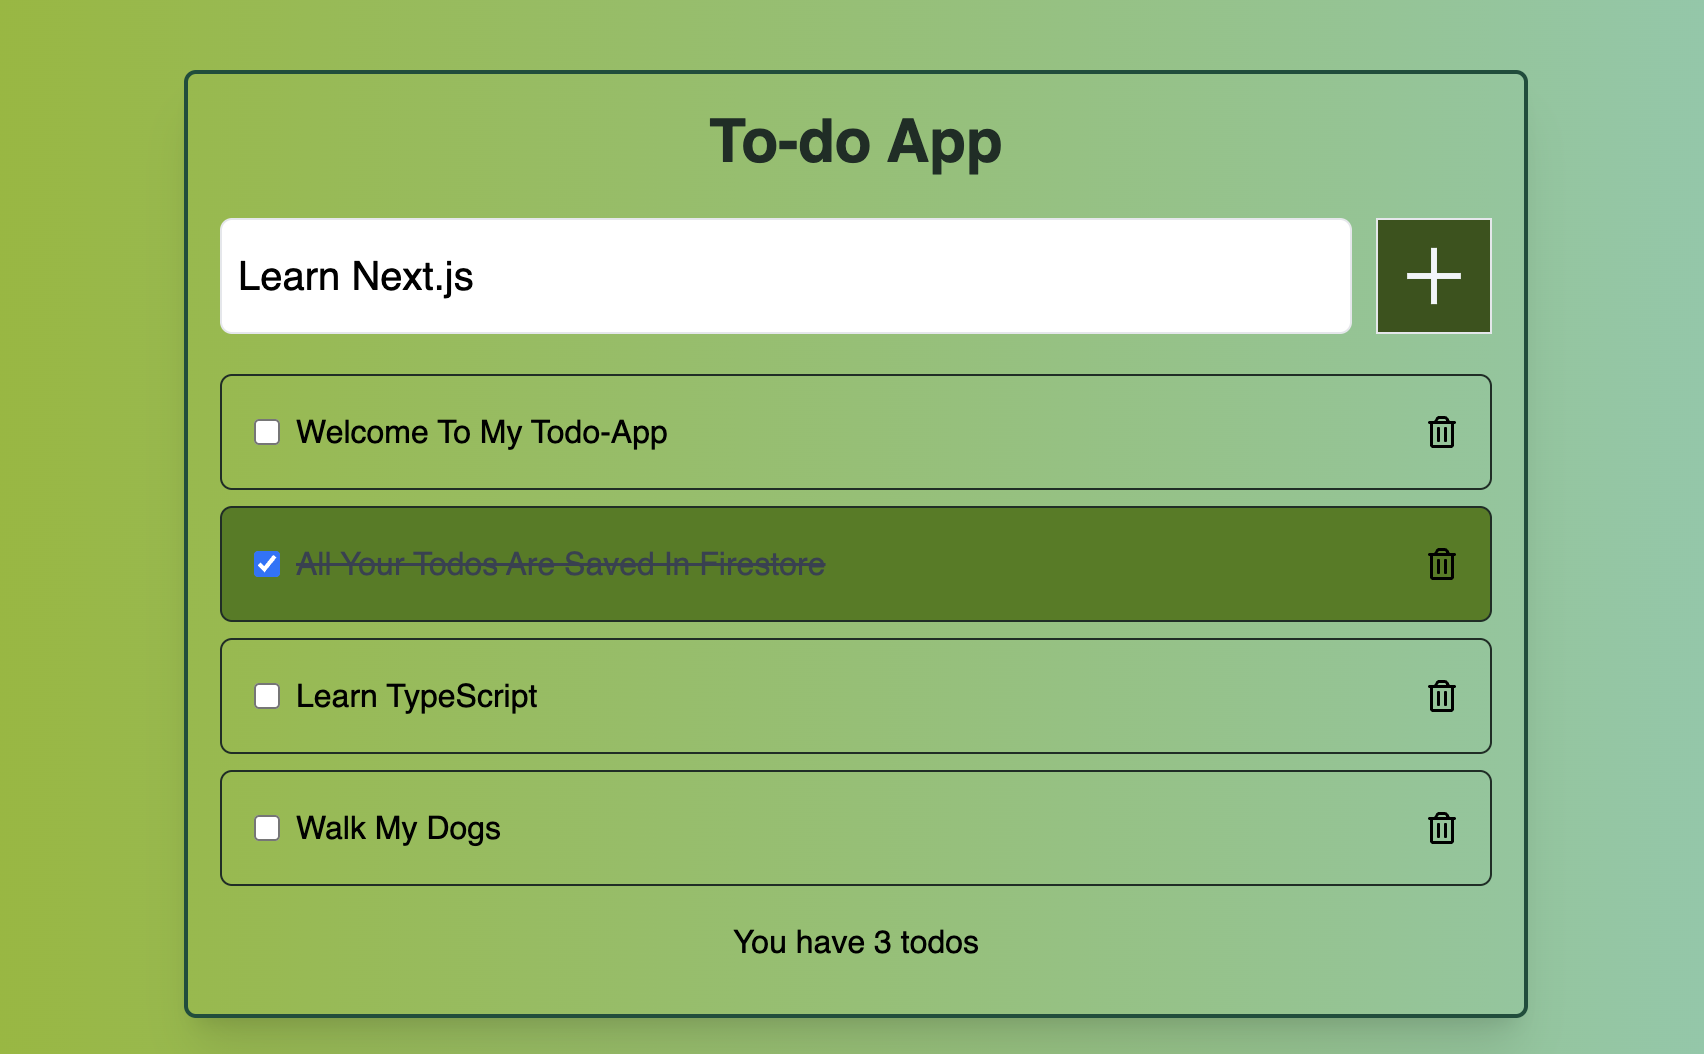 To-do App
Learn Next.js
Welcome To My Todo-App
All Your Todos Are Saved In Firestore
Learn TypeScript
Walk My Dogs
You have 3 todos